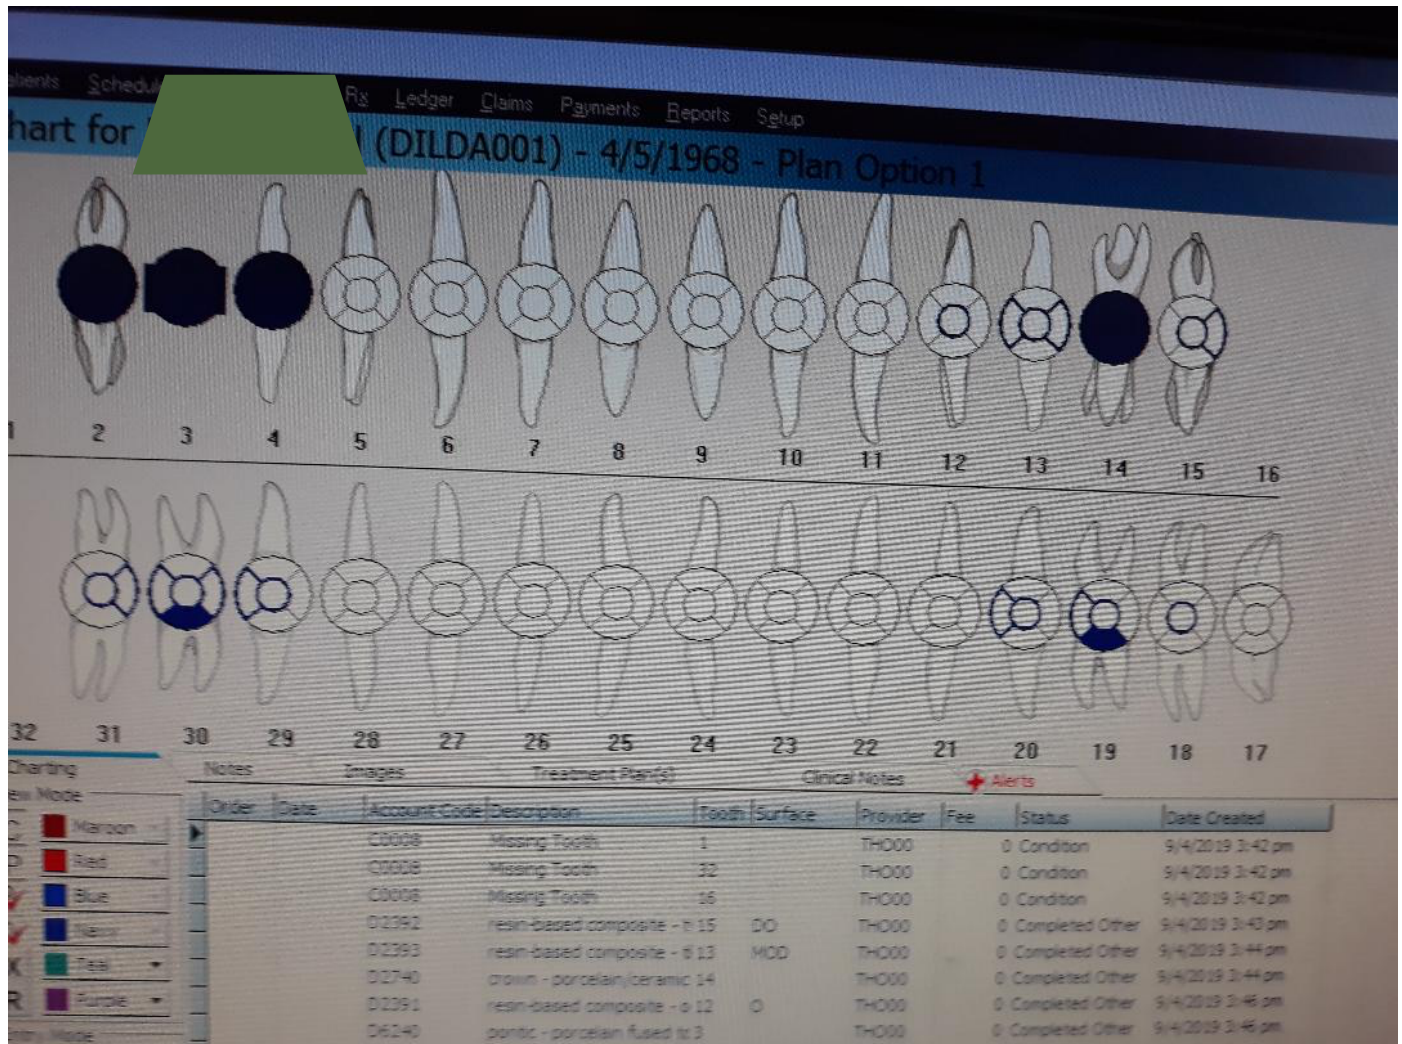 Schedul Rx Ledger Claims Payments Reports Setup
hart for (DILDA001) - 4/5/1968 - Plan Option 1
2 3 4 5 6 7 8 9 10 11 12 13 14 15 16
32 31 30 29 28 27 26 25 24 23 22 21 20 19 18 17
Charting Notes Images Treatment Plan(s) Clinical Notes Alerts
ew Mode
Order Date Account Code Description Tooth Surface Provider Fee Status Date Created
Maroon C0008 Missing Tooth 1 THO00 0 Condition 9/4/2019 3:42 pm
Red C0008 Missing Tooth 32 THO00 0 Condition 9/4/2019 3:42 pm
Blue C0008 Missing Tooth 16 THO00 0 Condition 9/4/2019 3:42 pm
Navy D2392 resin-based composite - 15 DO THO00 0 Completed Other 9/4/2019 3:43 pm
Teal D2393 resin-based composite - 13 MOD THO00 0 Completed Other 9/4/2019 3:44 pm
D2740 crown - porcelain/ceramic 14 THO00 0 Completed Other 9/4/2019 3:44 pm
R Purple D2391 resin-based composite - o 12 O THO00 0 Completed Other 9/4/2019 3:46 pm
D6240 pontic - porcelain fused 3 THO00 0 Completed Other 9/4/2019 3:46 pm